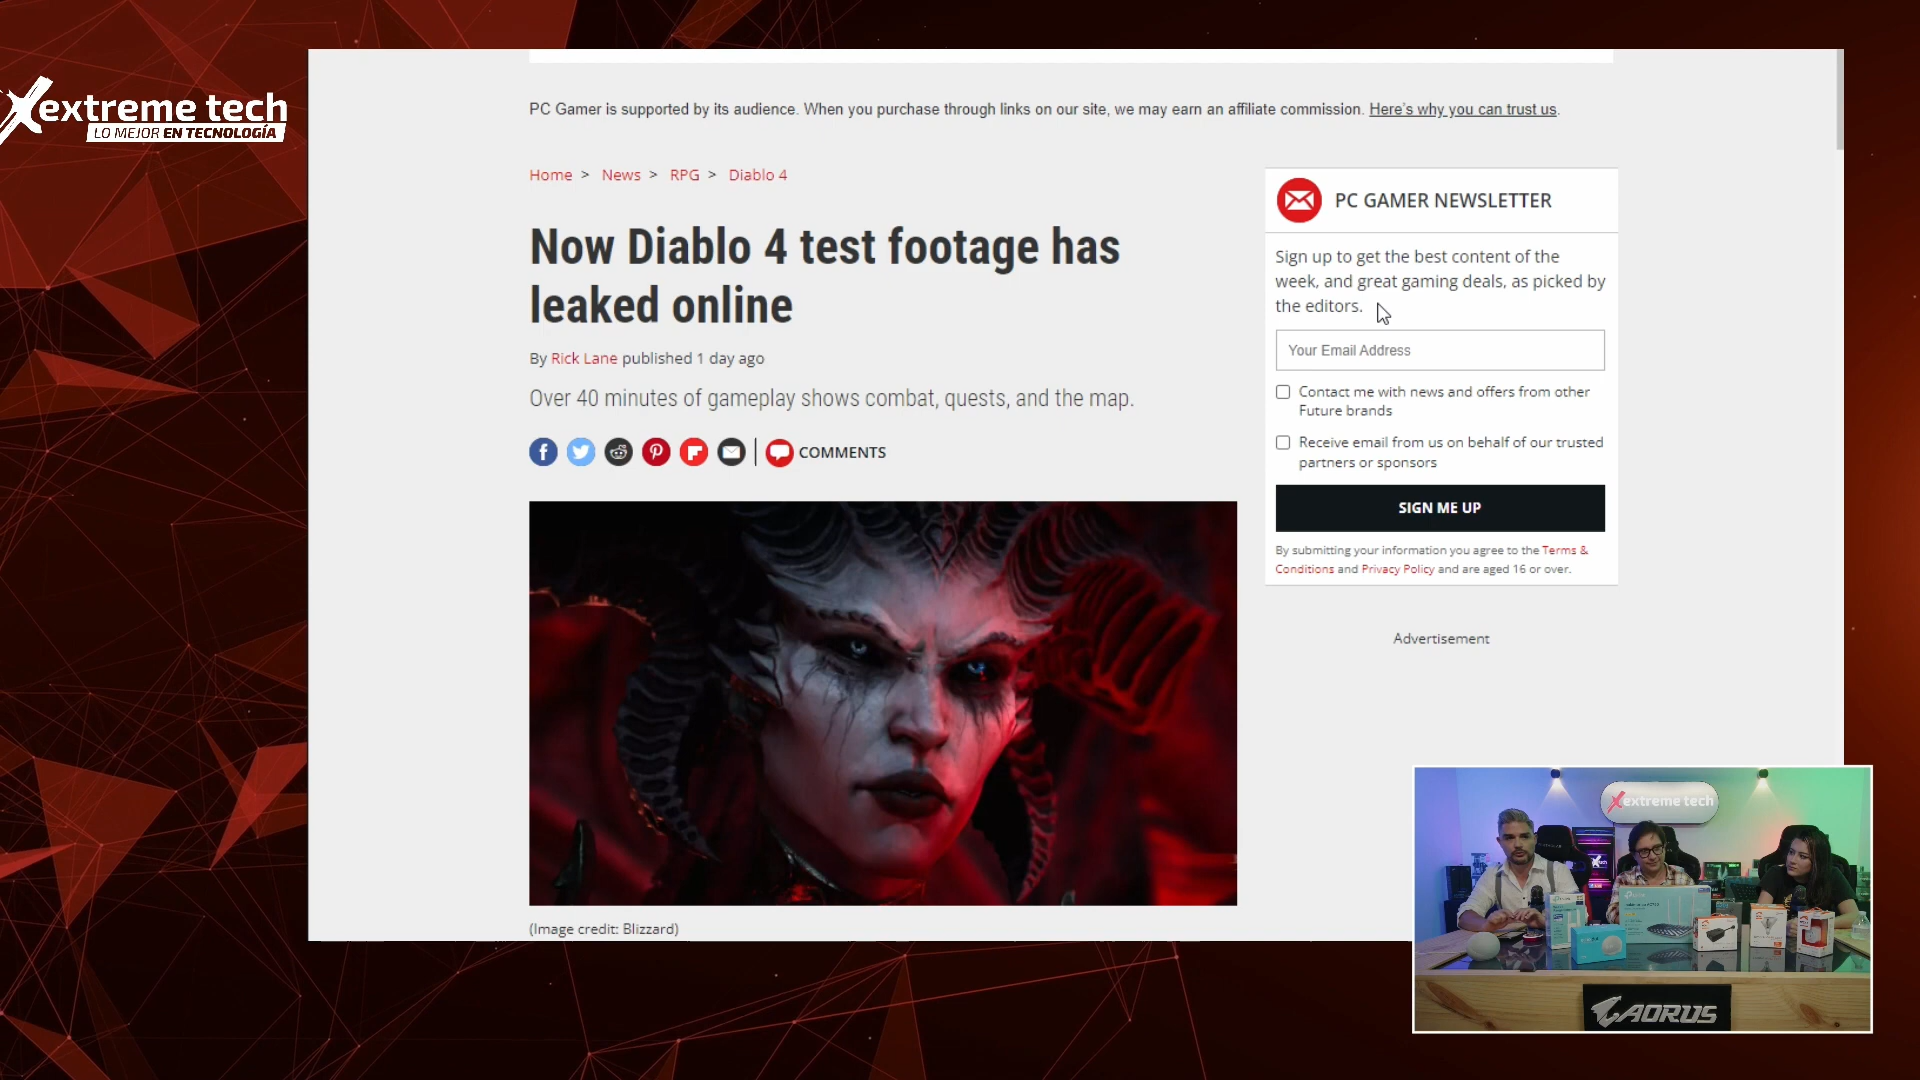 extreme tech
LO MEJOR EN TECNOLOGÍA
PC Gamer is supported by its audience. When you purchase through links on our site, we may earn an affiliate commission. Here's why you can trust us.
Home > News > RPG > Diablo 4
Now Diablo 4 test footage has
leaked online
By Rick Lane published 1 day ago
Over 40 minutes of gameplay shows combat, quests, and the map.
COMMENTS
(Image credit: Blizzard)
PC GAMER NEWSLETTER
Sign up to get the best content of the
week, and great gaming deals, as picked by
the editors.
Your Email Address
Contact me with news and offers from other
Future brands
Receive email from us on behalf of our trusted
partners or sponsors
SIGN ME UP
By submitting your information you agree to the Terms &
Conditions and Privacy Policy and are aged 16 or over.
Advertisement
extreme tech
AORUS